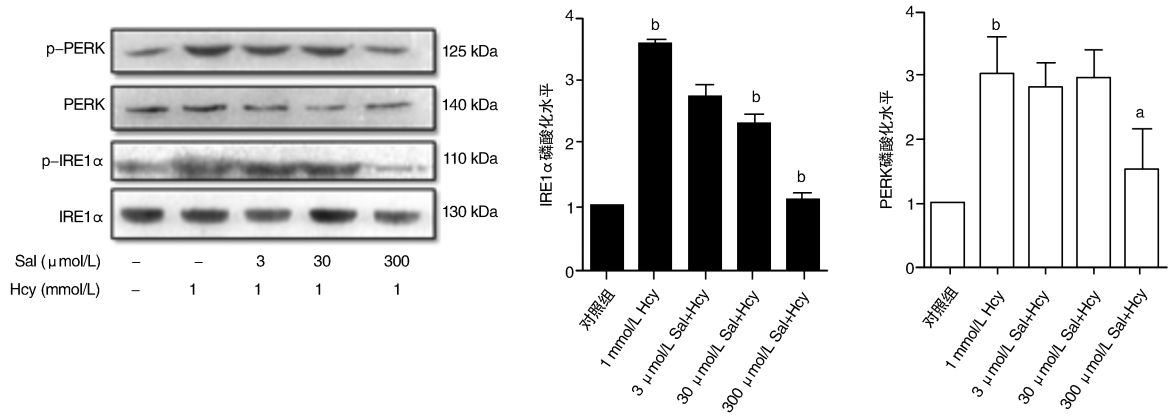 p-PERK
125 kDa
PERK
140 kDa
p-IRE1α
110 kDa
IRE1α
130 kDa
Sal (μmol/L) – – 3 30 300
Hcy (mmol/L) – 1 1 1 1
IRE1α磷酸化水平
4
3
2
1
0
b
b
b
对照组
1 mmol/L Hcy
3 μmol/L Sal+Hcy
30 μmol/L Sal+Hcy
300 μmol/L Sal+Hcy
PERK磷酸化水平
4
3
2
1
0
b
a
对照组
1 mmol/L Hcy
3 μmol/L Sal+Hcy
30 μmol/L Sal+Hcy
300 μmol/L Sal+Hcy